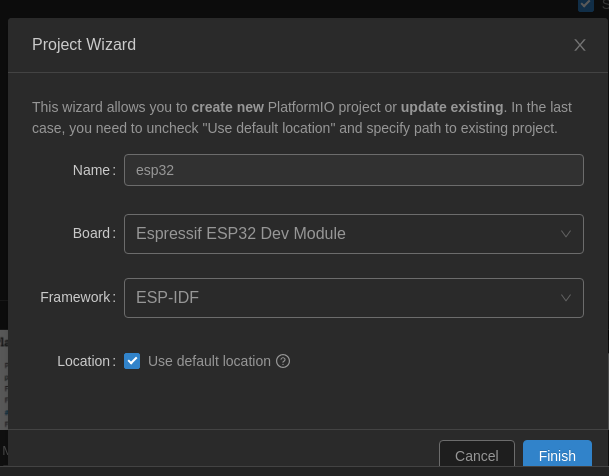 Project Wizard
This wizard allows you to create new PlatformIO project or update existing. In the last
case, you need to uncheck "Use default location" and specify path to existing project.
Name : esp32
Board : Espressif ESP32 Dev Module
Framework : ESP-IDF
Location : Use default location
Cancel Finish